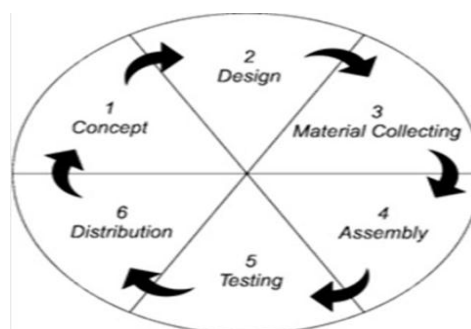 1
Concept
2
Design
3
Material Collecting
4
Assembly
5
Testing
6
Distribution